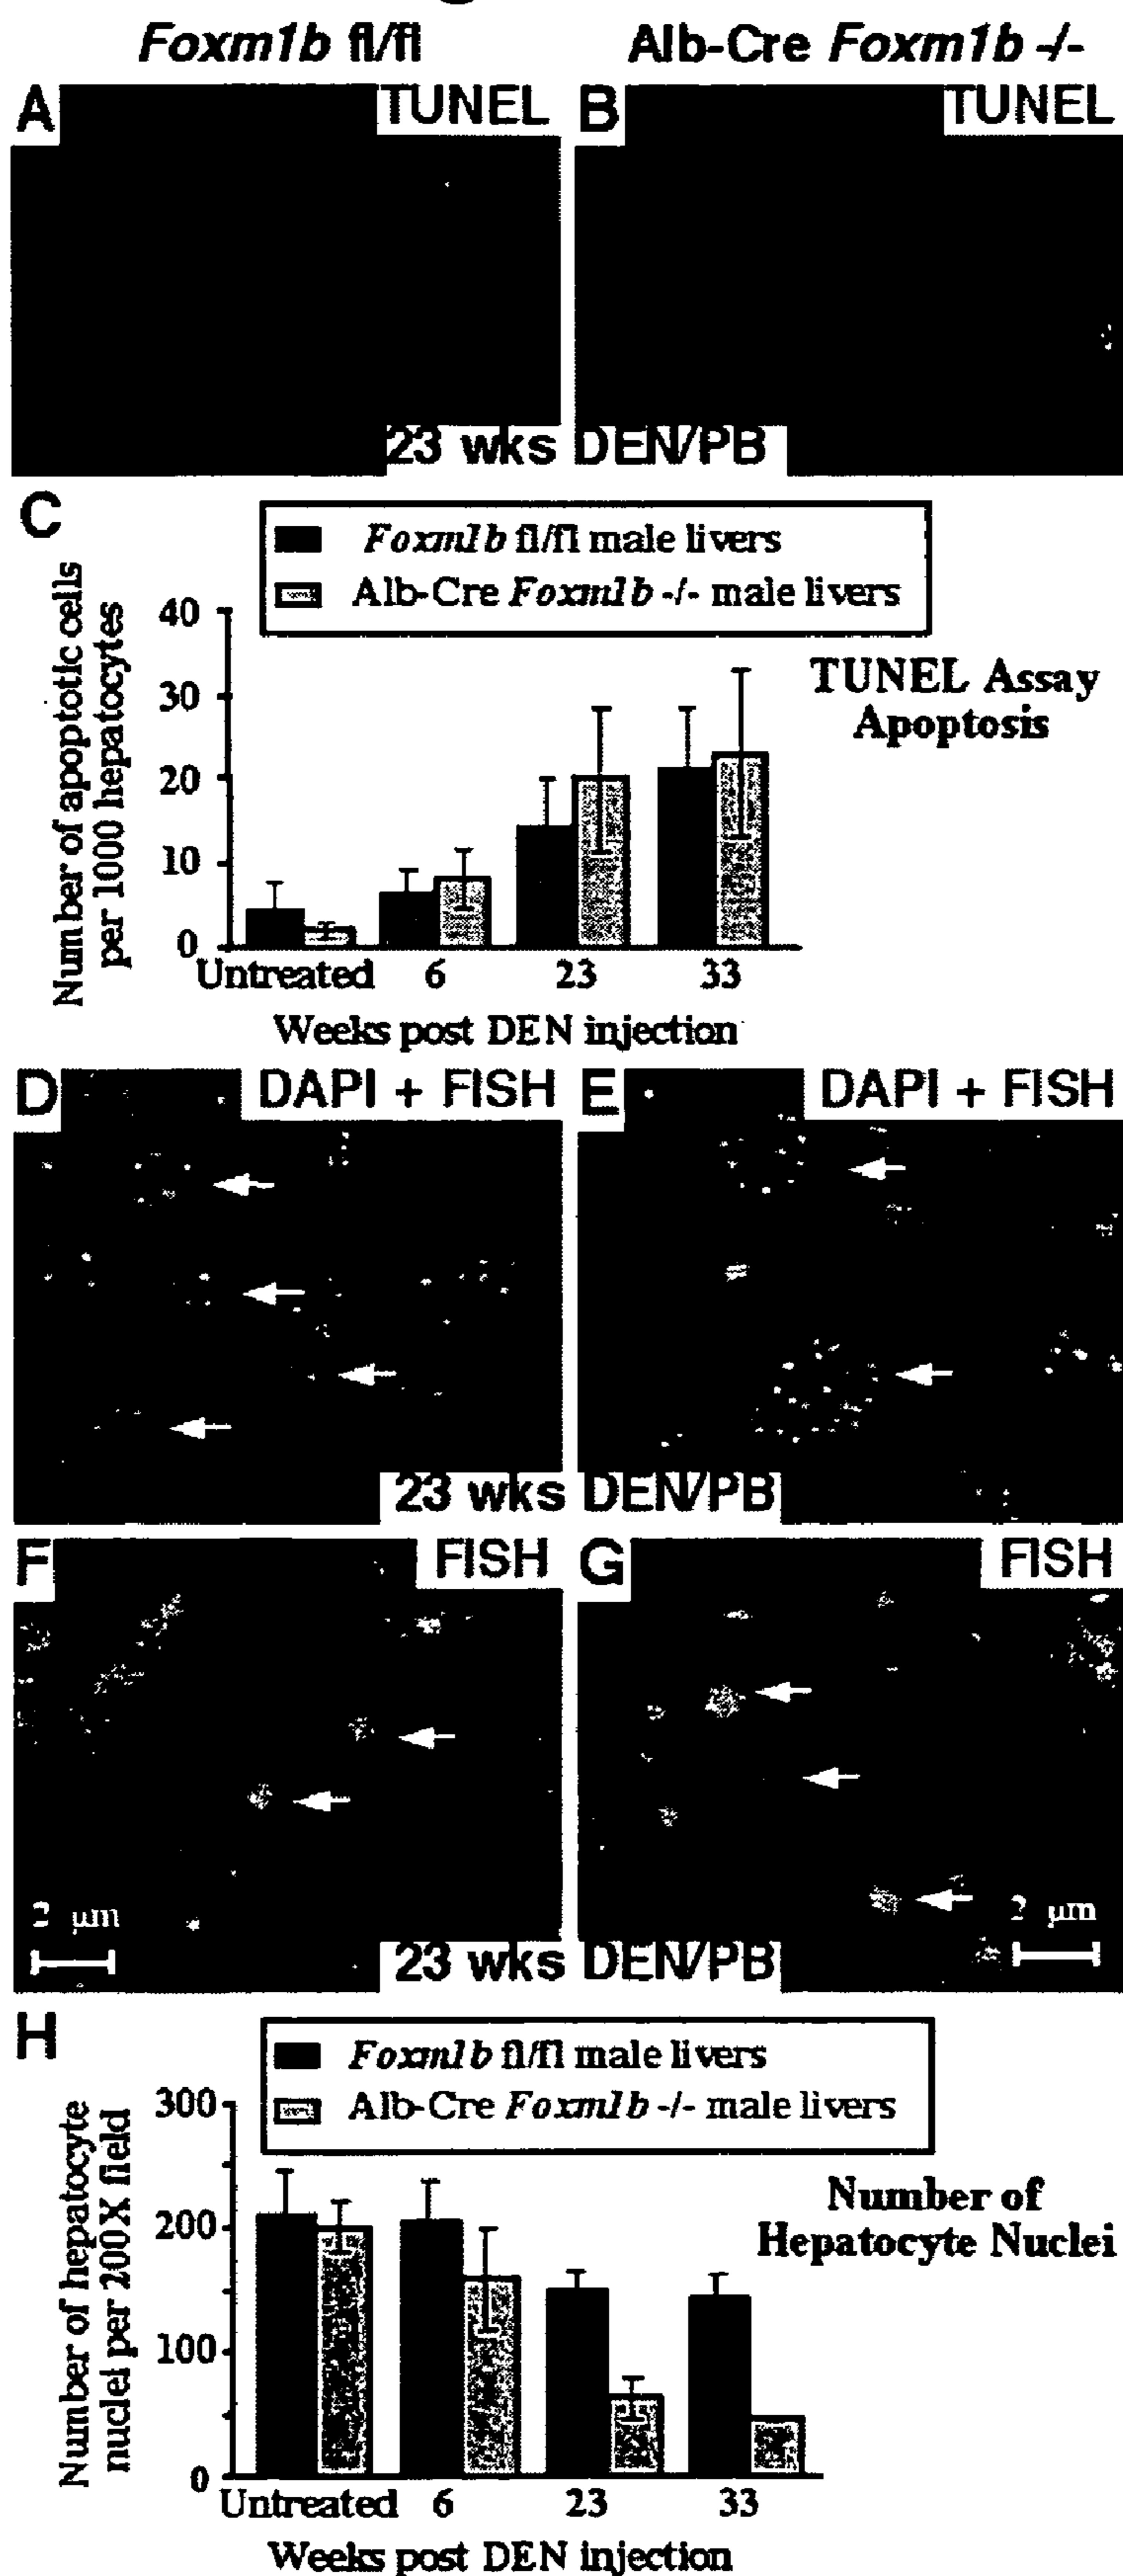 Foxm1b fl/fl
Alb-Cre Foxm1b -/-
A
TUNEL
B
TUNEL
23 wks DEN/PB
C
Foxm1b fl/fl male livers
Alb-Cre Foxm1b -/- male livers
Number of apoptotic cells
per 1000 hepatocytes
40
30
20
10
0
TUNEL Assay
Apoptosis
Untreated 6 23 33
Weeks post DEN injection
D
DAPI + FISH
E
DAPI + FISH
23 wks DEN/PB
F
FISH
G
FISH
2 μm
2 μm
23 wks DEN/PB
H
Foxm1b fl/fl male livers
Alb-Cre Foxm1b -/- male livers
Number of hepatocyte
nuclei per 200X field
300
200
100
0
Number of
Hepatocyte Nuclei
Untreated 6 23 33
Weeks post DEN injection